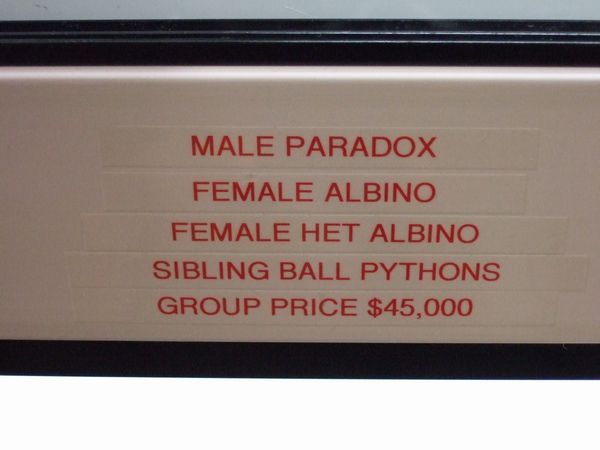 MALE PARADOX
FEMALE ALBINO
FEMALE HET ALBINO
SIBLING BALL PYTHONS
GROUP PRICE $45,000